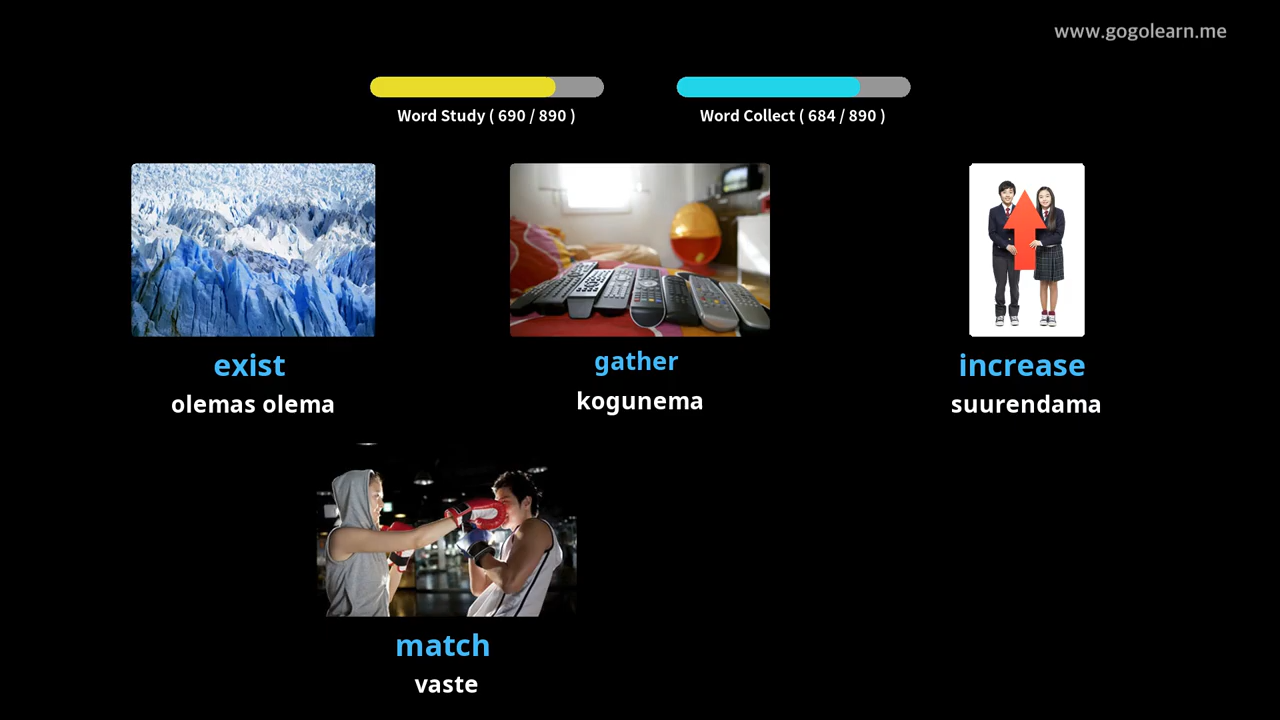 www.gogolearn.me
Word Study ( 690 / 890 )
Word Collect ( 684 / 890 )
exist
olemas olema
gather
kogunema
increase
suurendama
match
vaste